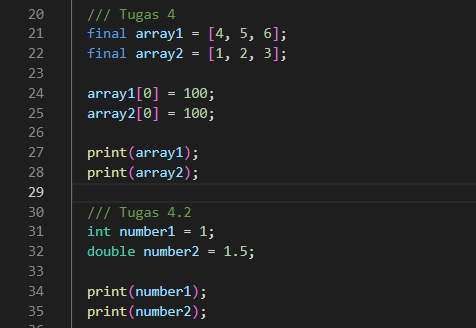 20 /// Tugas 4
21 final array1 = [4, 5, 6];
22 final array2 = [1, 2, 3];
23
24 array1[0] = 100;
25 array2[0] = 100;
26
27 print(array1);
28 print(array2);
29
30 /// Tugas 4.2
31 int number1 = 1;
32 double number2 = 1.5;
33
34 print(number1);
35 print(number2);